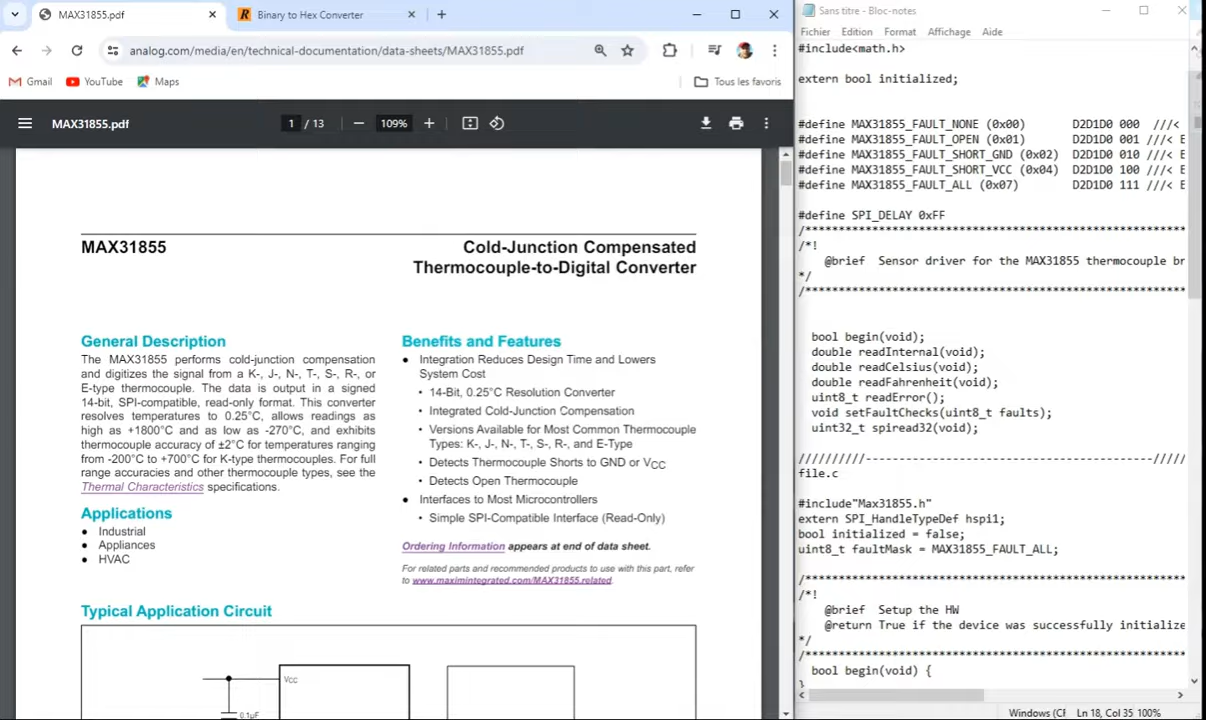 MAX31855.pdf
Binary to Hex Converter
analog.com/media/en/technical-documentation/data-sheets/MAX31855.pdf
Gmail
YouTube
Maps
Tous les favoris
MAX31855.pdf
1 / 13
109%
MAX31855
Cold-Junction Compensated
Thermocouple-to-Digital Converter
General Description
The MAX31855 performs cold-junction compensation
and digitizes the signal from a K-, J-, N-, T-, S-, R-, or
E-type thermocouple. The data is output in a signed
14-bit, SPI-compatible, read-only format. This converter
resolves temperatures to 0.25°C, allows readings as
high as +1800°C and as low as -270°C, and exhibits
thermocouple accuracy of ±2°C for temperatures ranging
from -200°C to +700°C for K-type thermocouples. For full
range accuracies and other thermocouple types, see the
Thermal Characteristics specifications.
Applications
● Industrial
● Appliances
● HVAC
Benefits and Features
● Integration Reduces Design Time and Lowers
System Cost
• 14-Bit, 0.25°C Resolution Converter
• Integrated Cold-Junction Compensation
• Versions Available for Most Common Thermocouple
Types: K-, J-, N-, T-, S-, R-, and E-Type
• Detects Thermocouple Shorts to GND or VCC
• Detects Open Thermocouple
● Interfaces to Most Microcontrollers
• Simple SPI-Compatible Interface (Read-Only)
Ordering Information appears at end of data sheet.
For related parts and recommended products to use with this part, refer
to www.maximintegrated.com/MAX31855.related.
Typical Application Circuit
VCC
0.1µF
Sans titre - Bloc-notes
Fichier Edition Format Affichage Aide
#include<math.h>
extern bool initialized;
#define MAX31855_FAULT_NONE (0x00) D2D1D0 000 ///<
#define MAX31855_FAULT_OPEN (0x01) D2D1D0 001 ///< E
#define MAX31855_FAULT_SHORT_GND (0x02) D2D1D0 010 ///< E
#define MAX31855_FAULT_SHORT_VCC (0x04) D2D1D0 100 ///< E
#define MAX31855_FAULT_ALL (0x07) D2D1D0 111 ///< E
#define SPI_DELAY 0xFF
/*********************************************************
/*!
@brief Sensor driver for the MAX31855 thermocouple br
*/
/*********************************************************
bool begin(void);
double readInternal(void);
double readCelsius(void);
double readFahrenheit(void);
uint8_t readError();
void setFaultChecks(uint8_t faults);
uint32_t spiread32(void);
//////////-------------------------------------------/////
file.c
#include"Max31855.h"
extern SPI_HandleTypeDef hspi1;
bool initialized = false;
uint8_t faultMask = MAX31855_FAULT_ALL;
/*********************************************************
/*!
@brief Setup the HW
@return True if the device was successfully initialize
*/
/*********************************************************
bool begin(void) {
Windows (CF Ln 18, Col 35 100%